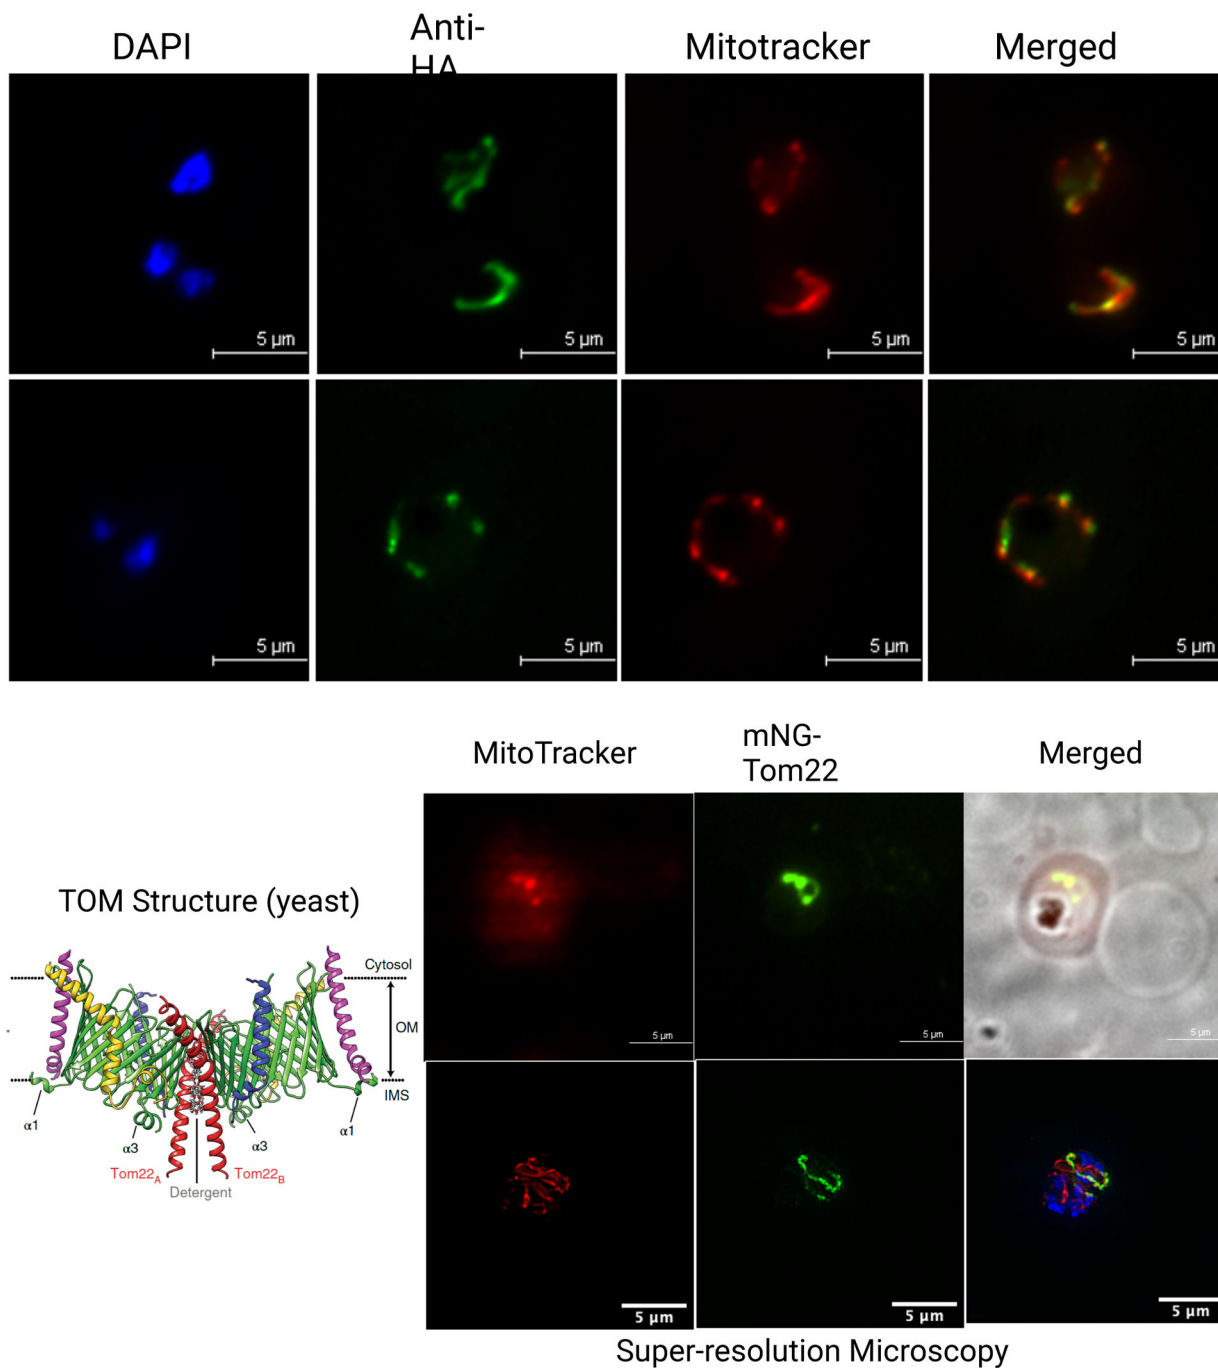 DAPI
Anti-
HA
Mitotracker
Merged
5 µm
5 µm
5 µm
5 µm
5 µm
5 µm
5 µm
5 µm
MitoTracker
mNG-
Tom22
Merged
TOM Structure (yeast)
Cytosol
OM
IMS
α1
α3
α3
α1
Tom22A
Tom22B
Detergent
5 µm
5 µm
5 µm
5 µm
5 µm
5 µm
Super-resolution Microscopy